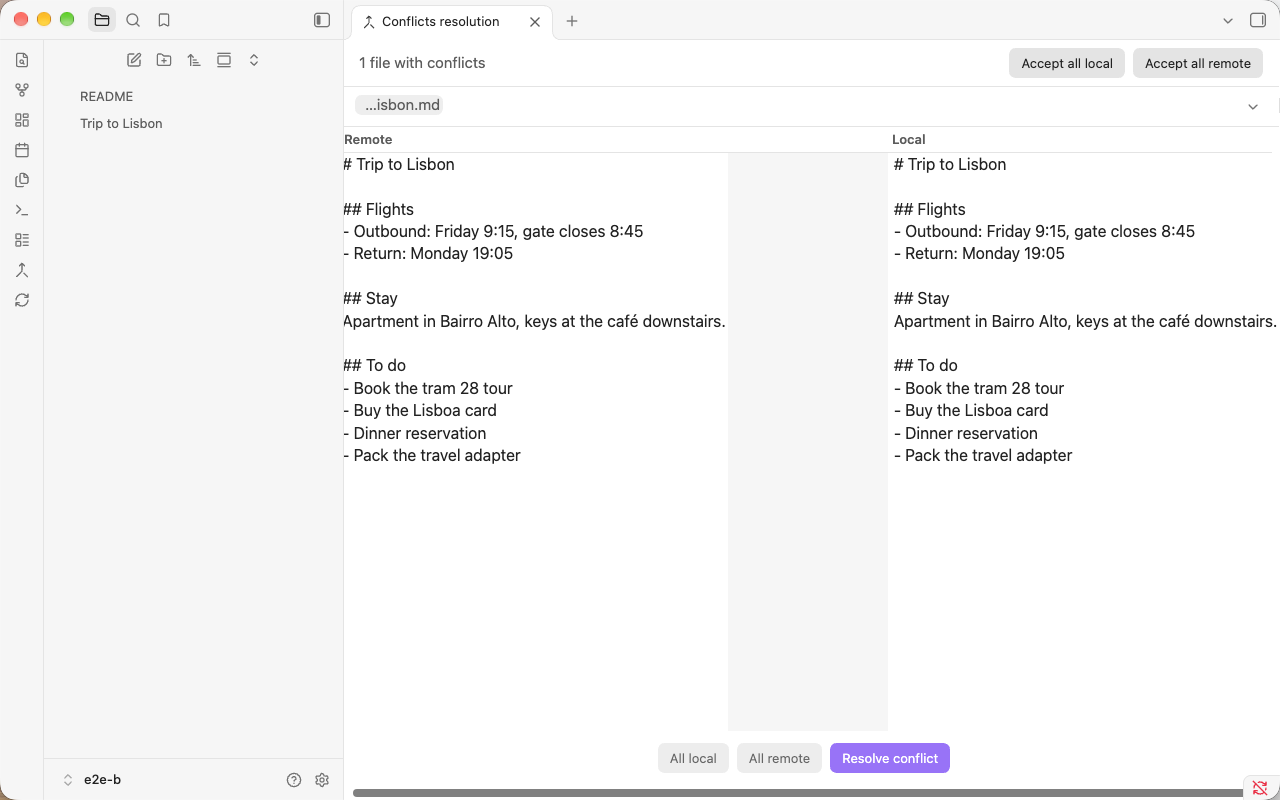 Conflicts resolution
1 file with conflicts
Accept all local
Accept all remote
README
Trip to Lisbon
...isbon.md
Remote
# Trip to Lisbon
## Flights
- Outbound: Friday 9:15, gate closes 8:45
- Return: Monday 19:05
## Stay
Apartment in Bairro Alto, keys at the café downstairs.
## To do
- Book the tram 28 tour
- Buy the Lisboa card
- Dinner reservation
- Pack the travel adapter
Local
# Trip to Lisbon
## Flights
- Outbound: Friday 9:15, gate closes 8:45
- Return: Monday 19:05
## Stay
Apartment in Bairro Alto, keys at the café downstairs.
## To do
- Book the tram 28 tour
- Buy the Lisboa card
- Dinner reservation
- Pack the travel adapter
All local
All remote
Resolve conflict
e2e-b